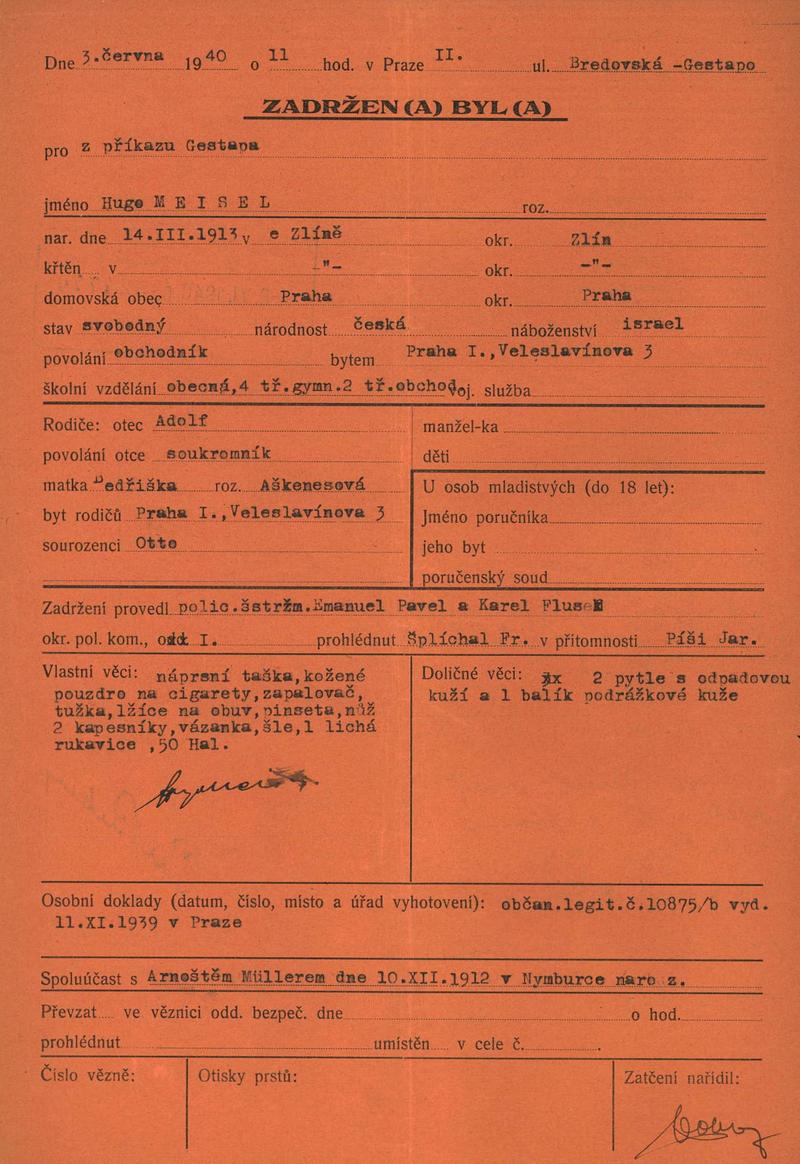 Dne 3.června 1940 o 11 hod. v Praze II. ul. Bredovská -Gestapo
ZADRŽEN(A) BYL(A)
pro z příkazu Gestapa
jméno Hugo M E I S E L roz.
nar. dne 14.III.1913 v e Zlíně okr. Zlín
křtěn v -"- okr. -"-
domovská obec Praha okr. Praha
stav svobodný národnost česká náboženství israel
povolání obchodník bytem Praha I.,Veleslavínova 3
školní vzdělání obecná,4 tř.gymn.2 tř.obchod voj. služba
Rodiče: otec Adolf
povolání otce soukromník
matka Bedřiška roz. Aškenesová
byt rodičů Praha I.,Veleslavínova 3
sourozenci Otto
manžel-ka
děti
U osob mladistvých (do 18 let):
Jméno poručníka
jeho byt
poručenský soud
Zadržení provedl polic.šstržm.Emanuel Pavel a Karel Flusek
okr. pol. kom., odd I. prohlédnut Šplíchal Fr. v přítomnosti Píši Jar.
Vlastní věci: náprsní taška,kožené
pouzdro na cigarety,zapalovač,
tužka,lžíce na obuv,pinseta,nůž
2 kapesníky,vázanka,šle,1 lichá
rukavice ,50 Hal.
Doličné věci: 2 pytle s odpadovou
kuží a 1 balík podrážkové kuže
Osobní doklady (datum, číslo, místo a úřad vyhotovení): občan.legit.č.10875/b vyd.
11.XI.1939 v Praze
Spoluúčast s Arnoštěm Müllerem dne 10.XII.1912 v Nymburce naro z.
Převzat ve věznici odd. bezpeč. dne o hod.
prohlédnut umístěn v cele č.
Číslo vězně: Otisky prstů: Zatčení nařídil: